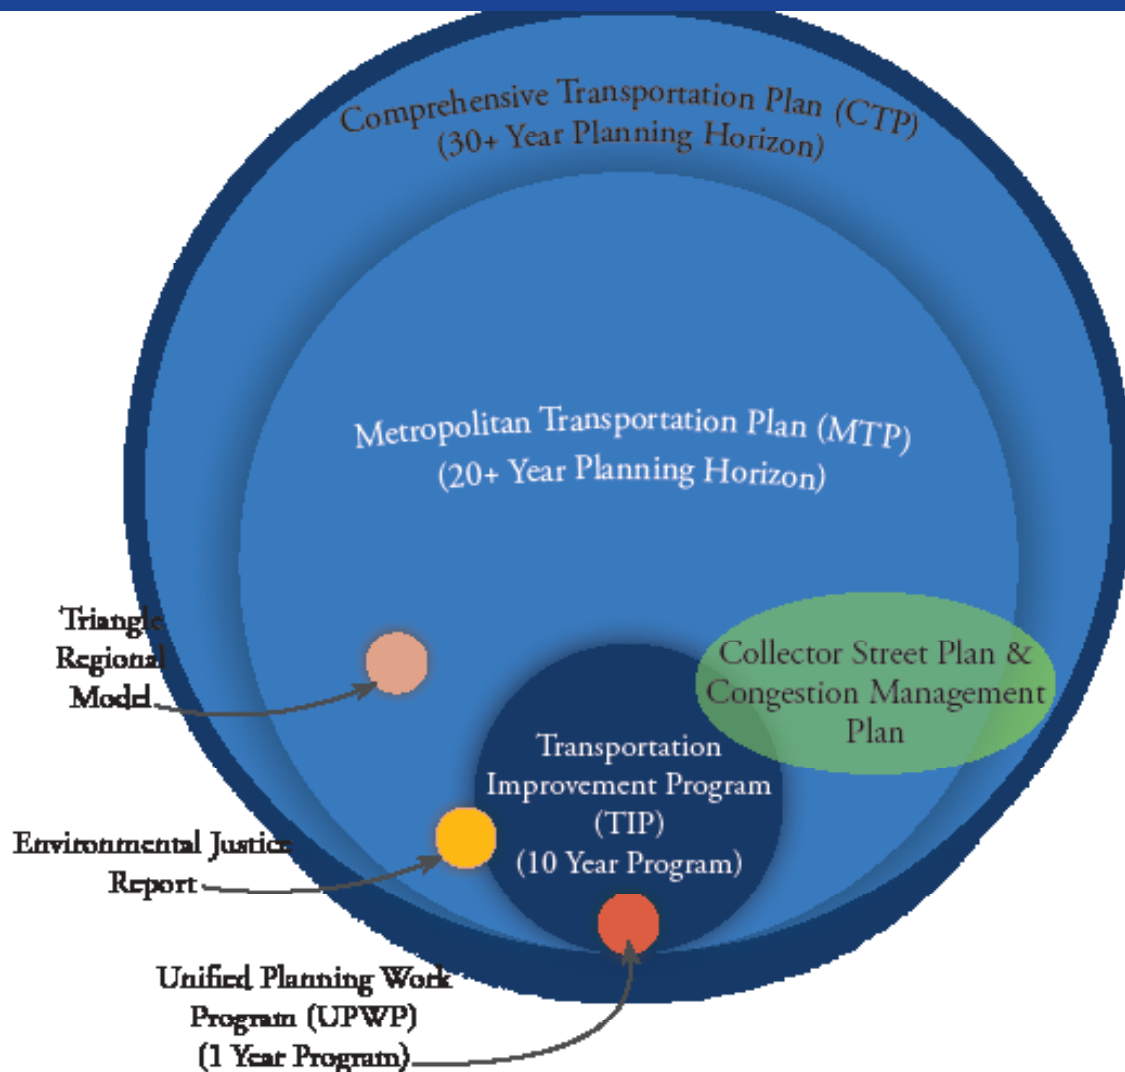 Comprehensive Transportation Plan (CTP)
(30+ Year Planning Horizon)
Metropolitan Transportation Plan (MTP)
(20+ Year Planning Horizon)
Triangle
Regional
Model
Collector Street Plan &
Congestion Management
Plan
Transportation
Improvement Program
(TIP)
(10 Year Program)
Environmental Justice
Report
Unified Planning Work
Program (UPWP)
(1 Year Program)